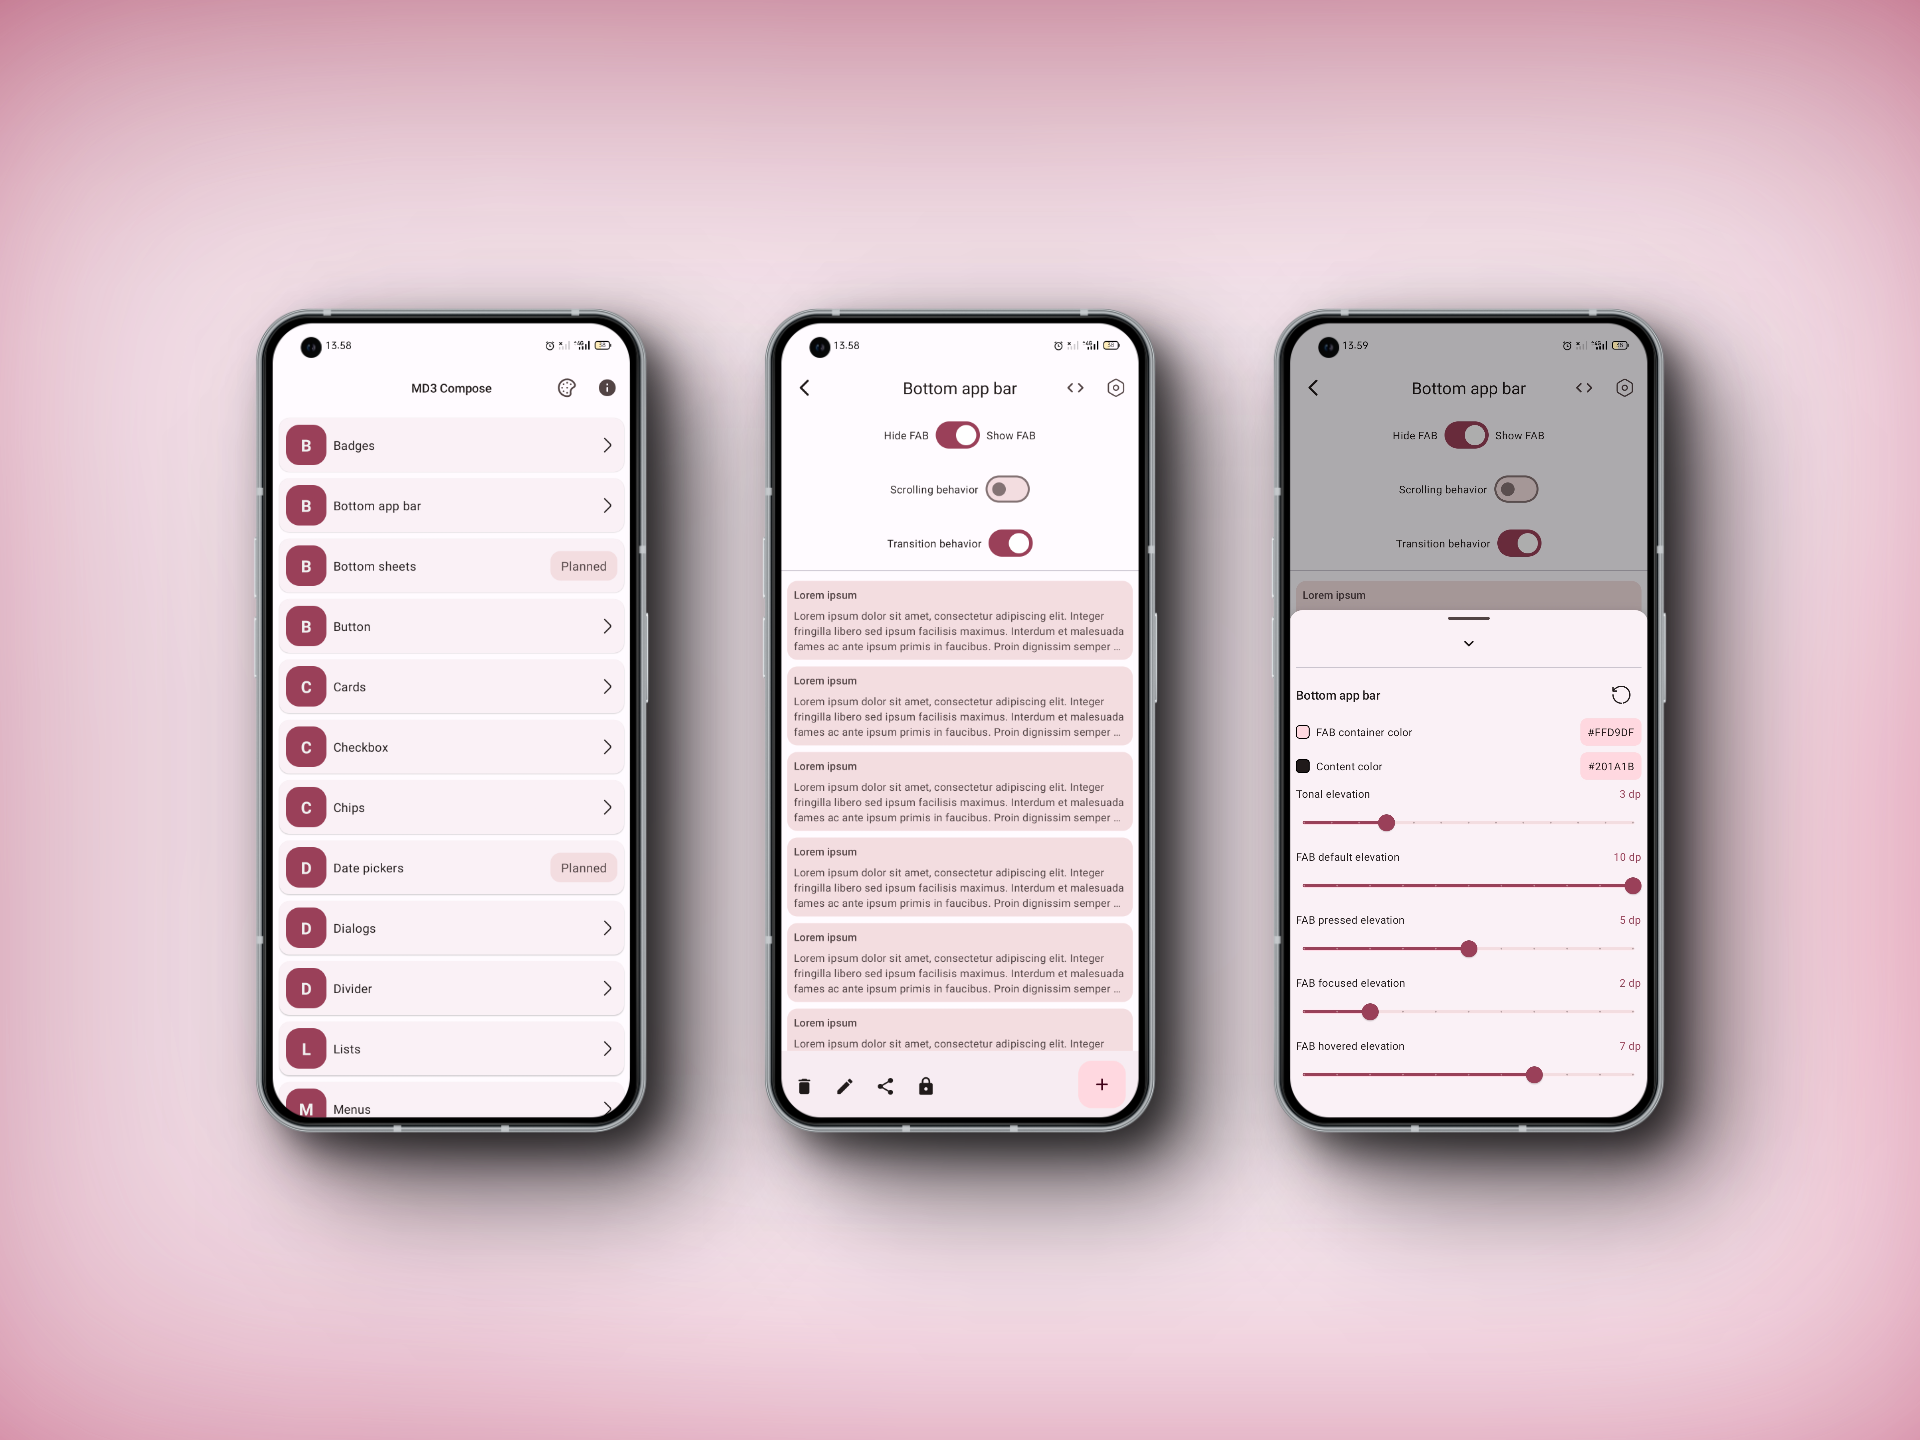 13.58
38
MD3 Compose
B Badges
B Bottom app bar
B Bottom sheets Planned
B Button
C Cards
C Checkbox
C Chips
D Date pickers Planned
D Dialogs
D Divider
L Lists
M Menus
13.58
38
Bottom app bar
Hide FAB Show FAB
Scrolling behavior
Transition behavior
Lorem ipsum
Lorem ipsum dolor sit amet, consectetur adipiscing elit. Integer
fringilla libero sed ipsum facilisis maximus. Interdum et malesuada
fames ac ante ipsum primis in faucibus. Proin dignissim semper ...
Lorem ipsum
Lorem ipsum dolor sit amet, consectetur adipiscing elit. Integer
fringilla libero sed ipsum facilisis maximus. Interdum et malesuada
fames ac ante ipsum primis in faucibus. Proin dignissim semper ...
Lorem ipsum
Lorem ipsum dolor sit amet, consectetur adipiscing elit. Integer
fringilla libero sed ipsum facilisis maximus. Interdum et malesuada
fames ac ante ipsum primis in faucibus. Proin dignissim semper ...
Lorem ipsum
Lorem ipsum dolor sit amet, consectetur adipiscing elit. Integer
fringilla libero sed ipsum facilisis maximus. Interdum et malesuada
fames ac ante ipsum primis in faucibus. Proin dignissim semper ...
Lorem ipsum
Lorem ipsum dolor sit amet, consectetur adipiscing elit. Integer
fringilla libero sed ipsum facilisis maximus. Interdum et malesuada
fames ac ante ipsum primis in faucibus. Proin dignissim semper ...
Lorem ipsum
Lorem ipsum dolor sit amet, consectetur adipiscing elit. Integer
13.59
38
Bottom app bar
Hide FAB Show FAB
Scrolling behavior
Transition behavior
Lorem ipsum
Bottom app bar
FAB container color #FFD9DF
Content color #201A1B
Tonal elevation 3 dp
FAB default elevation 10 dp
FAB pressed elevation 5 dp
FAB focused elevation 2 dp
FAB hovered elevation 7 dp